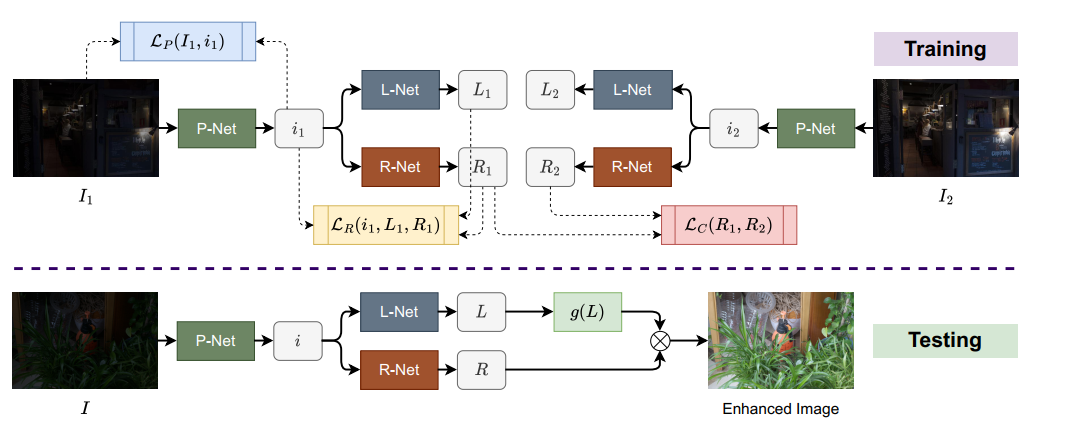 $\mathcal{L}_P(I_1, i_1)$
Training
P-Net
$i_1$
L-Net
$L_1$
$L_2$
L-Net
$i_2$
P-Net
R-Net
$R_1$
$R_2$
R-Net
$I_1$
$I_2$
$\mathcal{L}_R(i_1, L_1, R_1)$
$\mathcal{L}_C(R_1, R_2)$
P-Net
$i$
L-Net
$L$
$g(L)$
R-Net
$R$
Testing
$I$
Enhanced Image